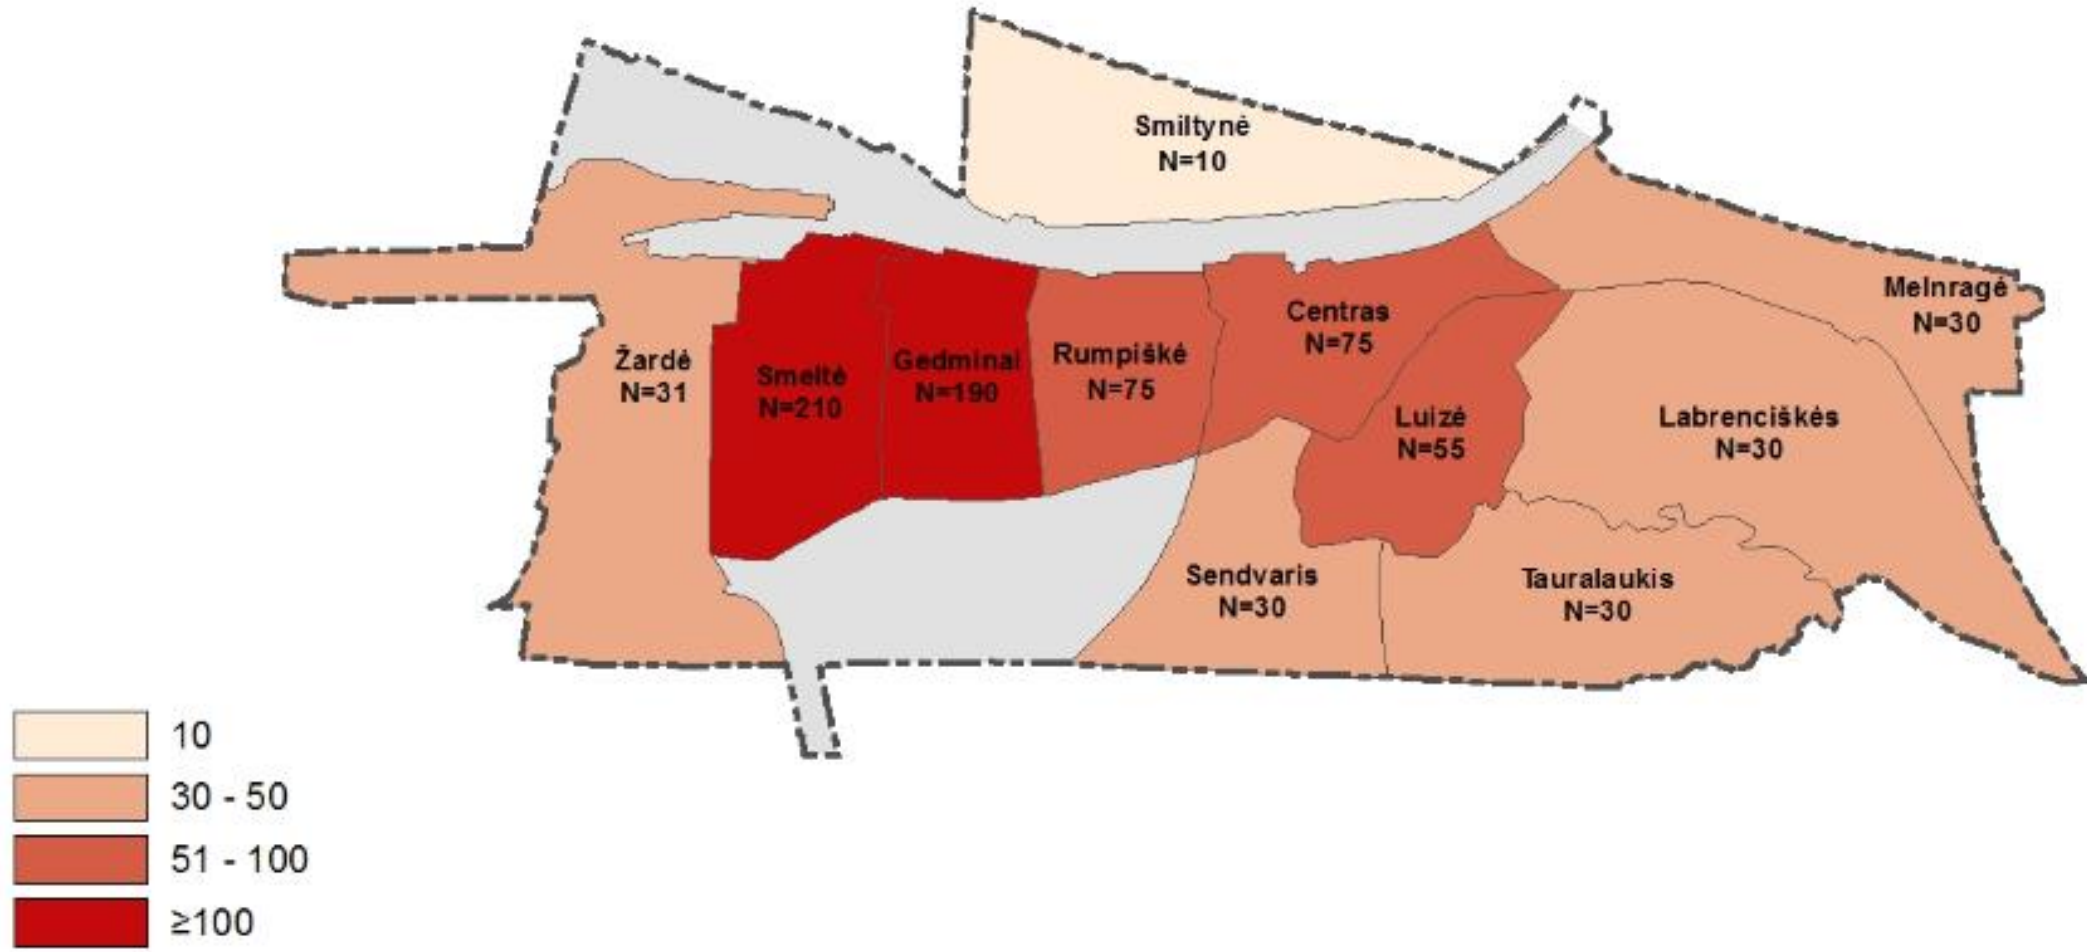 Smiltynė
N=10
Melnragė
N=30
Centras
N=75
Rumpiškė
N=75
Gedminai
N=190
Smeltė
N=210
Žardė
N=31
Luizė
N=55
Labrenciškės
N=30
Sendvaris
N=30
Tauralaukis
N=30
10
30 - 50
51 - 100
≥100